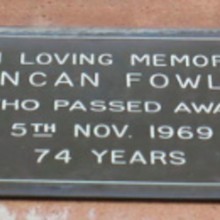 N LOVING MEMOR
NCAN FOWL
HO PASSED AWA
5TH NOV. 1969
74 YEARS